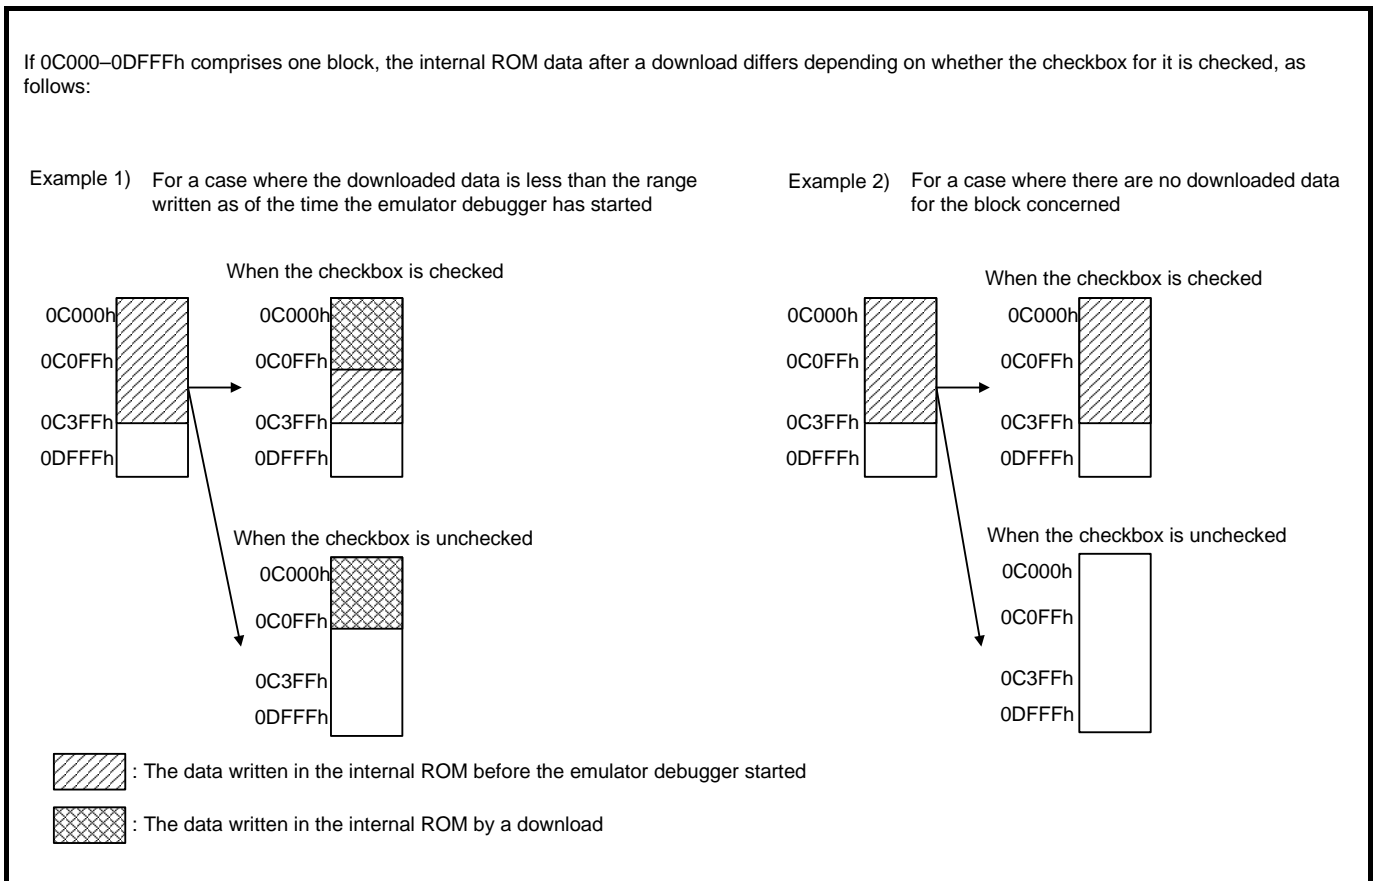 If 0C000–0DFFFh comprises one block, the internal ROM data after a download differs depending on whether the checkbox for it is checked, as
follows:
Example 1)
For a case where the downloaded data is less than the range
written as of the time the emulator debugger has started
When the checkbox is checked
0C000h
0C0FFh
0C3FFh
0DFFFh
0C000h
0C0FFh
0C3FFh
0DFFFh
When the checkbox is unchecked
0C000h
0C0FFh
0C3FFh
0DFFFh
Example 2)
For a case where there are no downloaded data
for the block concerned
When the checkbox is checked
0C000h
0C0FFh
0C3FFh
0DFFFh
0C000h
0C0FFh
0C3FFh
0DFFFh
When the checkbox is unchecked
0C000h
0C0FFh
0C3FFh
0DFFFh
: The data written in the internal ROM before the emulator debugger started
: The data written in the internal ROM by a download